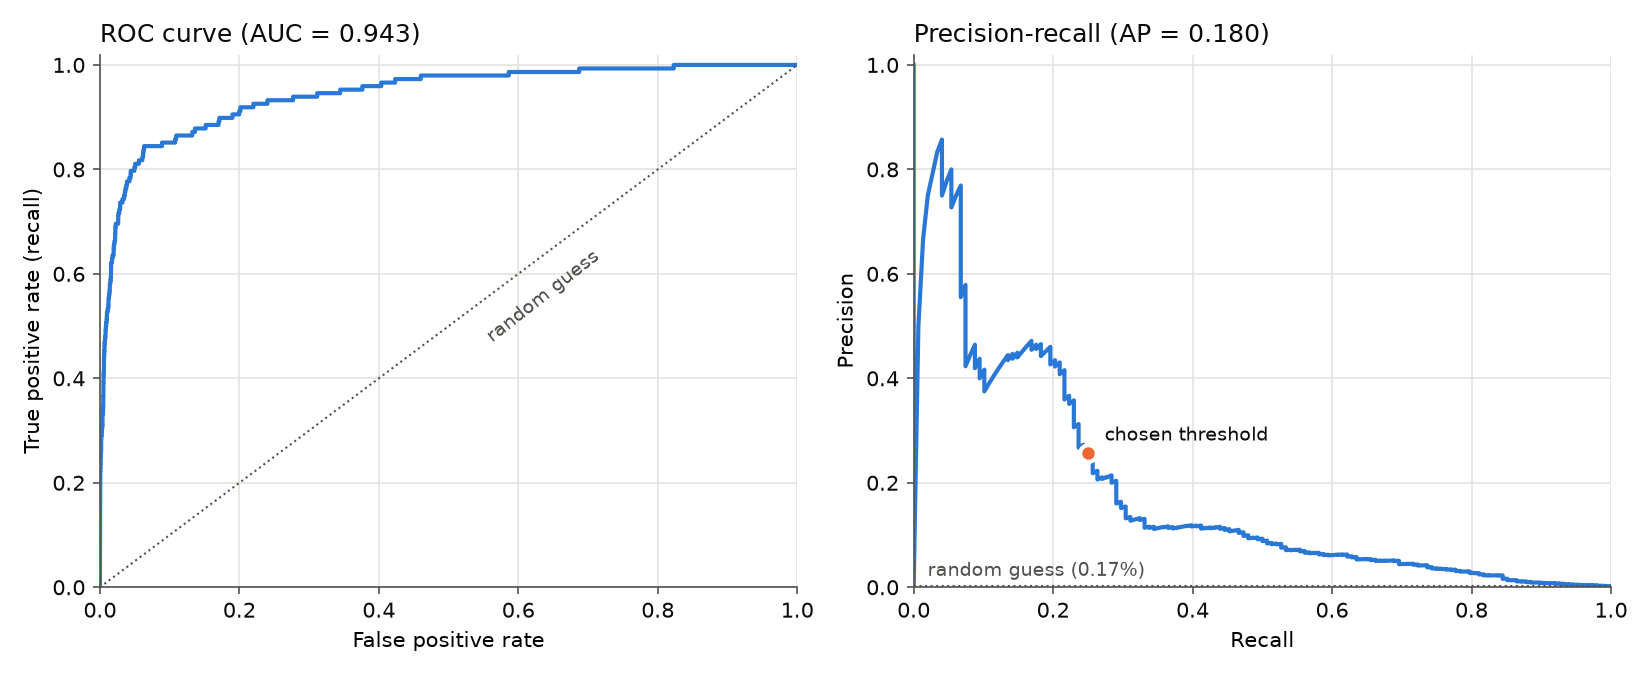 ROC curve (AUC = 0.943)
True positive rate (recall)
1.0
0.8
0.6
0.4
0.2
0.0
random guess
0.0 0.2 0.4 0.6 0.8 1.0
False positive rate
Precision-recall (AP = 0.180)
Precision
1.0
0.8
0.6
0.4
0.2
0.0
chosen threshold
random guess (0.17%)
0.0 0.2 0.4 0.6 0.8 1.0
Recall